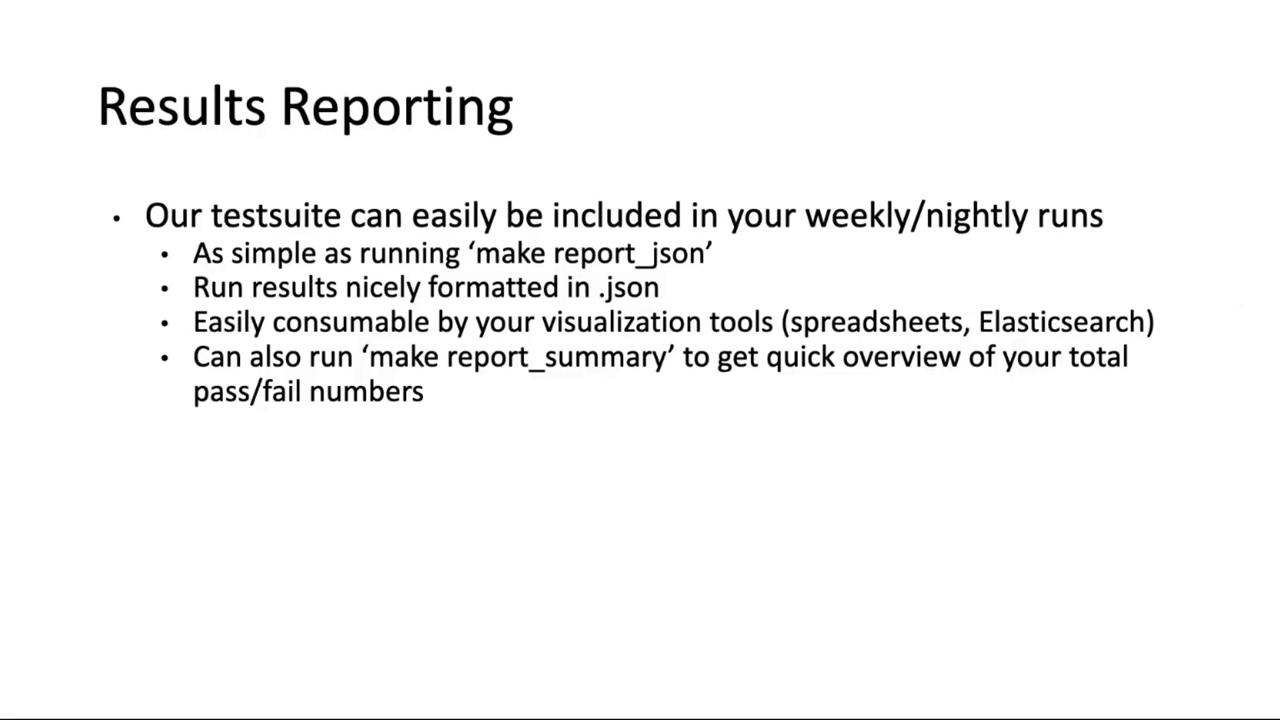 Results Reporting
• Our testsuite can easily be included in your weekly/nightly runs
• As simple as running ‘make report_json’
• Run results nicely formatted in .json
• Easily consumable by your visualization tools (spreadsheets, Elasticsearch)
• Can also run ‘make report_summary’ to get quick overview of your total
pass/fail numbers